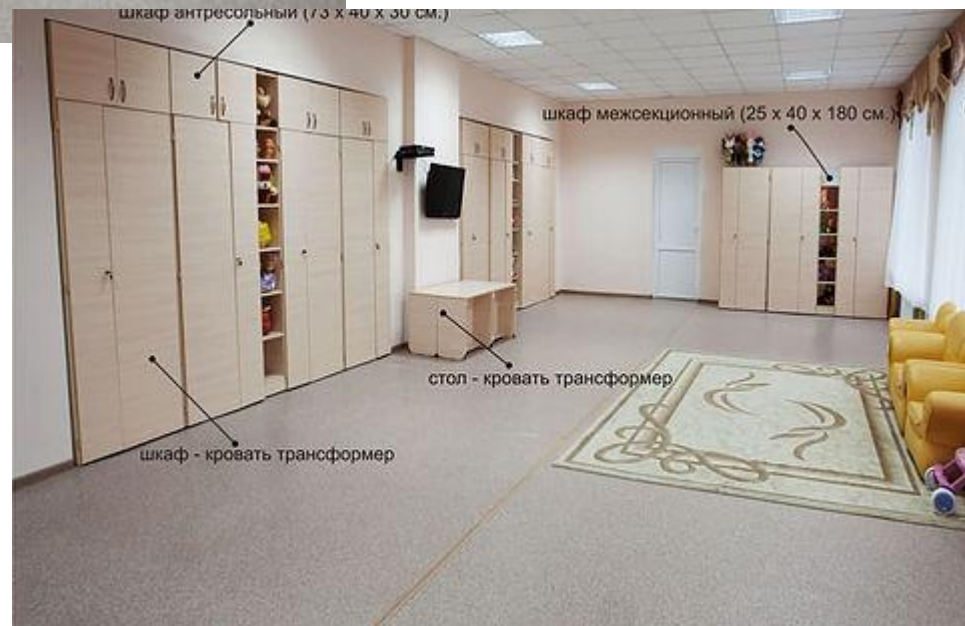 шкаф антресольный (73 х 40 х 30 см.)
шкаф межсекционный (25 х 40 х 180 см.)
стол - кровать трансформер
шкаф - кровать трансформер